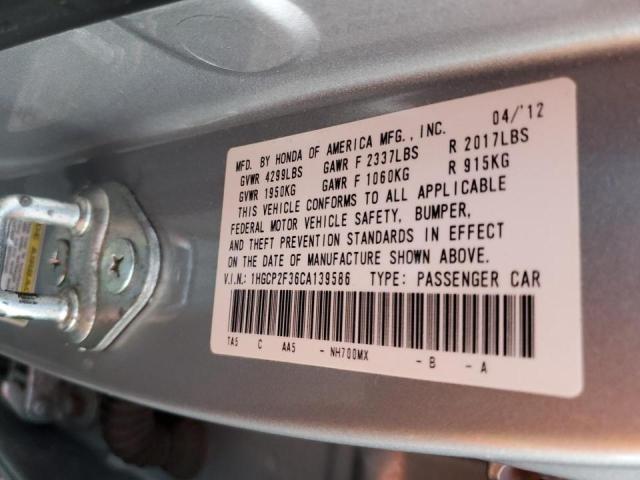 04/'12
MFD. BY HONDA OF AMERICA MFG., INC.
GVWR 4299LBS GAWR F 2337LBS R 2017LBS
GVWR 1950KG GAWR F 1060KG R 915KG
THIS VEHICLE CONFORMS TO ALL APPLICABLE
FEDERAL MOTOR VEHICLE SAFETY, BUMPER,
AND THEFT PREVENTION STANDARDS IN EFFECT
ON THE DATE OF MANUFACTURE SHOWN ABOVE.
V.I.N.: 1HGCP2F36CA139586 TYPE: PASSENGER CAR
TA5 C AA5 - NH700MX - B - A